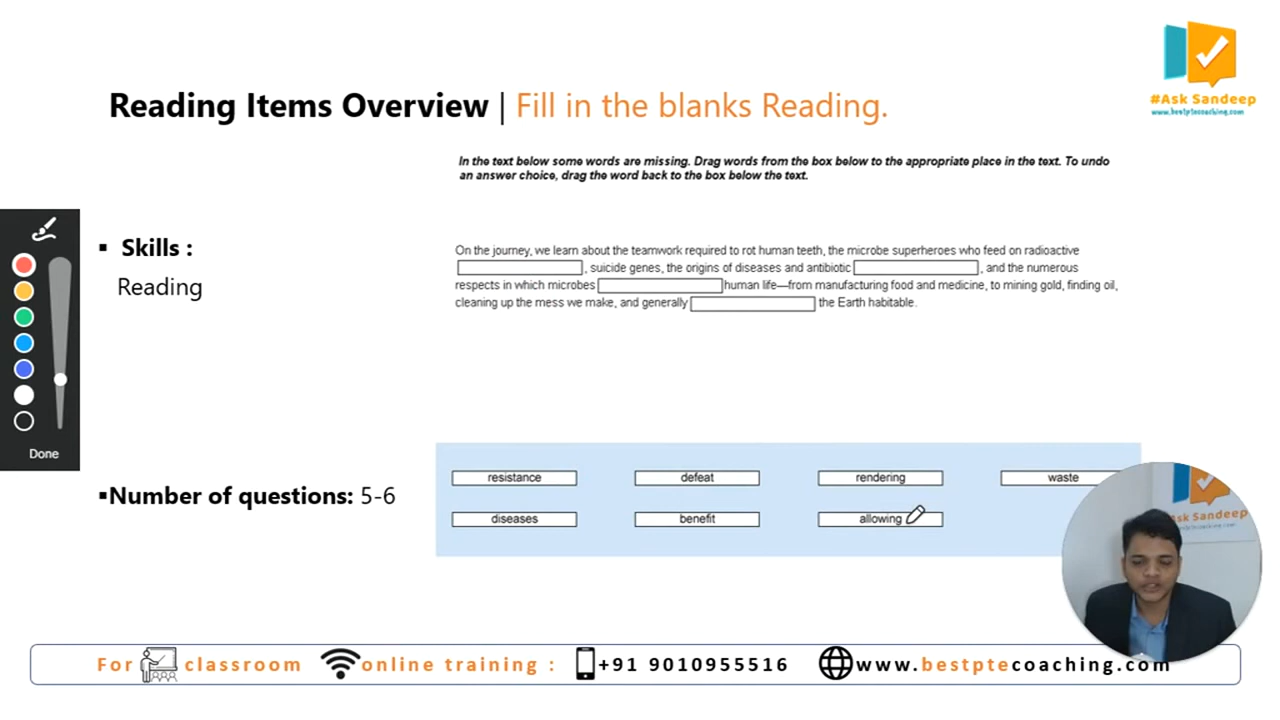 #Ask Sandeep
www.bestptecoaching.com
Reading Items Overview | Fill in the blanks Reading.
In the text below some words are missing. Drag words from the box below to the appropriate place in the text. To undo
an answer choice, drag the word back to the box below the text.
▪ Skills :
Reading
On the journey, we learn about the teamwork required to rot human teeth, the microbe superheroes who feed on radioactive
, suicide genes, the origins of diseases and antibiotic , and the numerous
respects in which microbes human life—from manufacturing food and medicine, to mining gold, finding oil,
cleaning up the mess we make, and generally the Earth habitable.
Done
▪Number of questions: 5-6
resistance defeat rendering waste
diseases benefit allowing
Ask Sandeep
For classroom online training : +91 9010955516 www.bestptecoaching.com